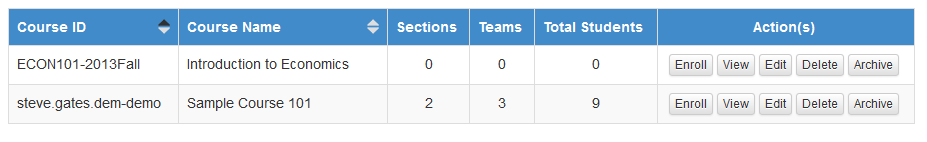 Course ID Course Name Sections Teams Total Students Action(s)
ECON101-2013Fall Introduction to Economics 0 0 0 Enroll View Edit Delete Archive
steve.gates.dem-demo Sample Course 101 2 3 9 Enroll View Edit Delete Archive